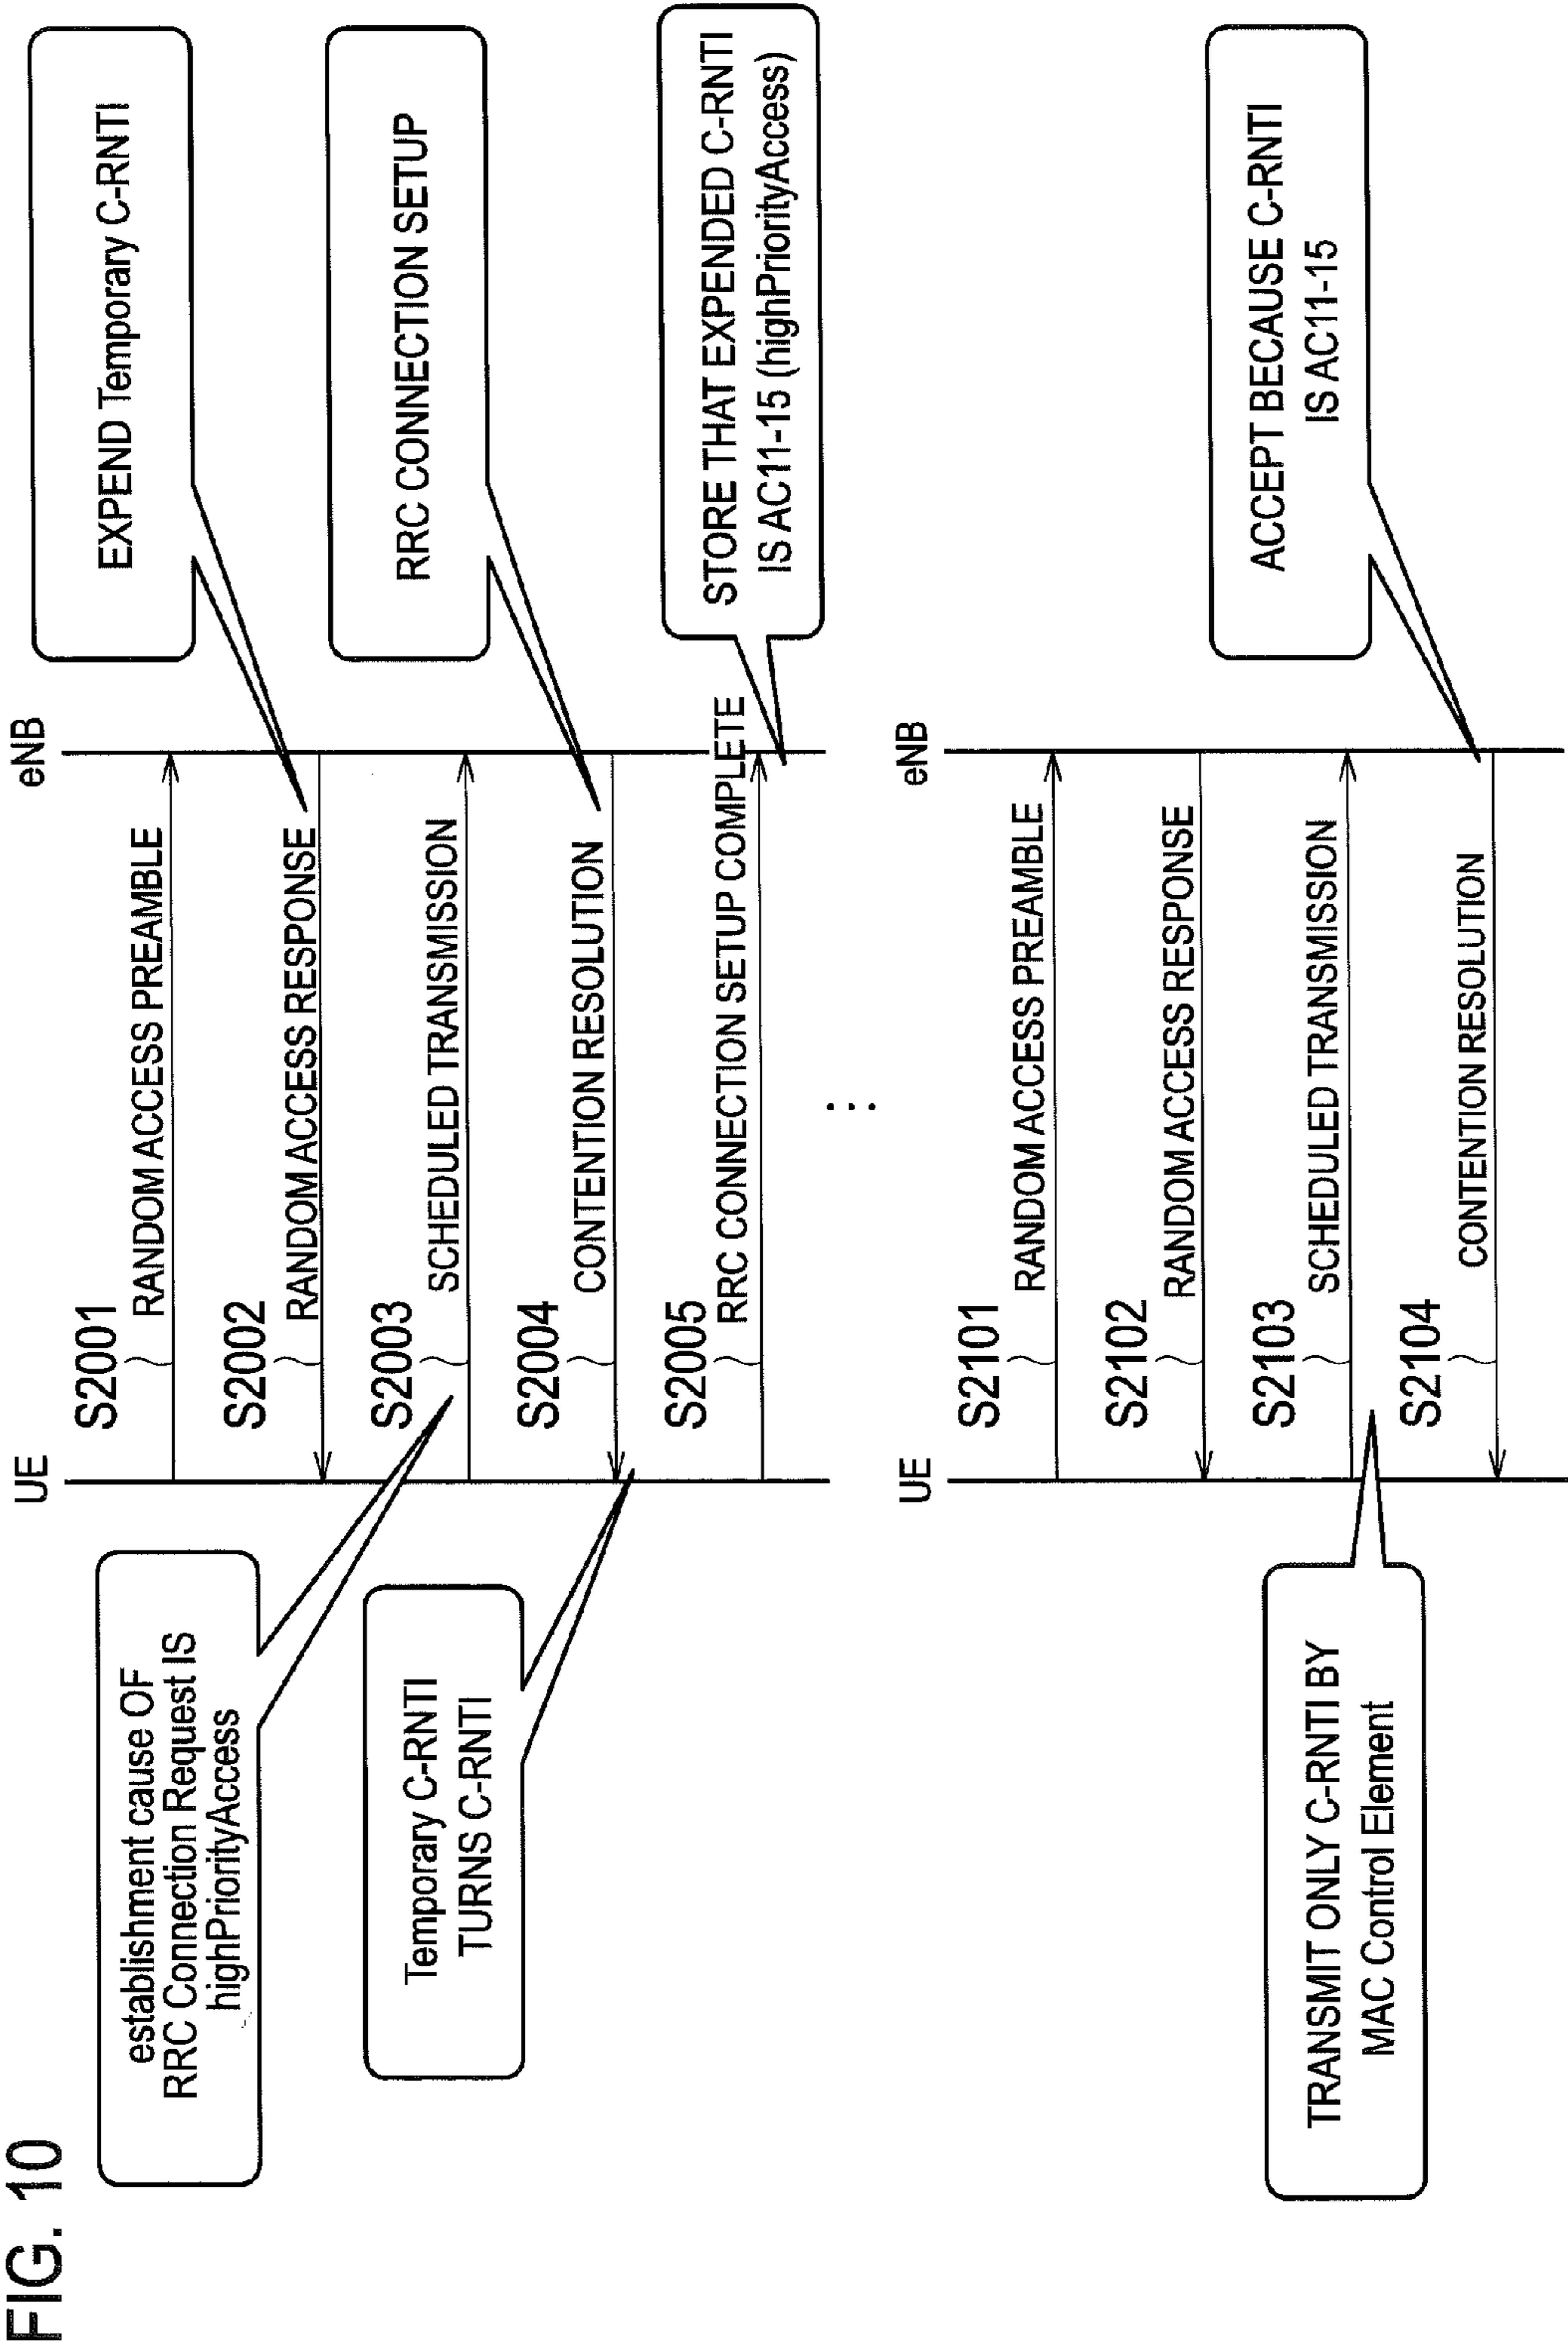 FIG. 10
UE
eNB
S2001
RANDOM ACCESS PREAMBLE
S2002
RANDOM ACCESS RESPONSE
EXPEND Temporary C-RNTI
establishment cause OF
RRC Connection Request IS
highPriorityAccess
S2003
SCHEDULED TRANSMISSION
S2004
CONTENTION RESOLUTION
RRC CONNECTION SETUP
Temporary C-RNTI
TURNS C-RNTI
S2005
RRC CONNECTION SETUP COMPLETE
STORE THAT EXPENDED C-RNTI
IS AC11-15 (highPriorityAccess)
...
UE
eNB
S2101
RANDOM ACCESS PREAMBLE
S2102
RANDOM ACCESS RESPONSE
S2103
SCHEDULED TRANSMISSION
TRANSMIT ONLY C-RNTI BY
MAC Control Element
S2104
CONTENTION RESOLUTION
ACCEPT BECAUSE C-RNTI
IS AC11-15